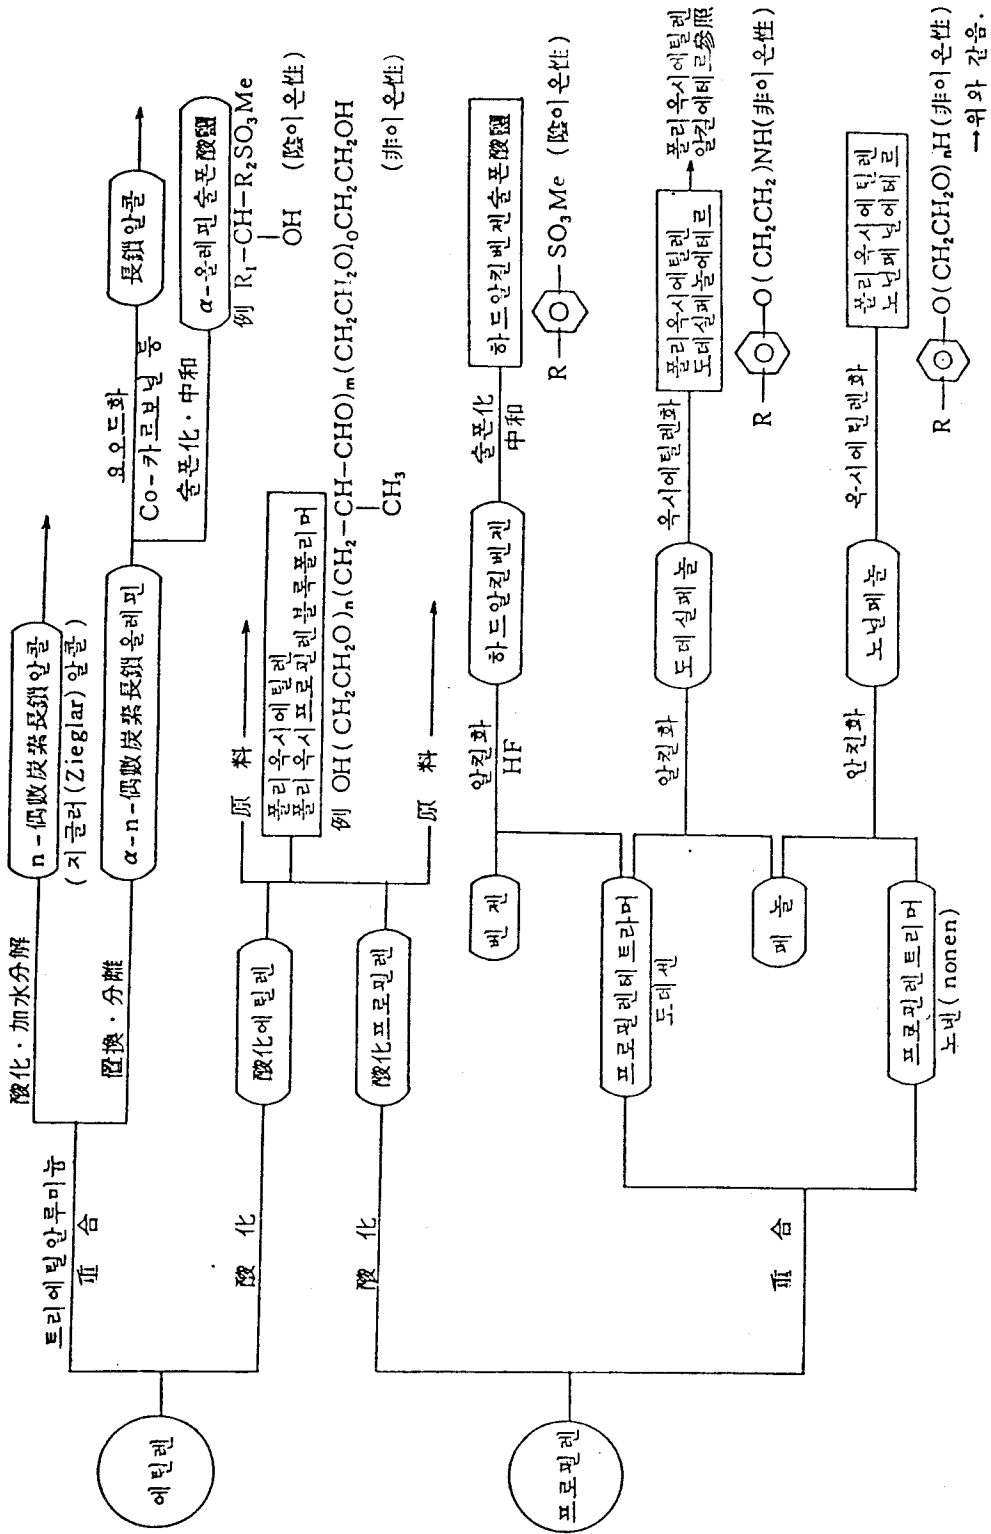 에틸렌
트리에틸알루미늄
重 合
酸化・加水分解
n-偶數炭素長鎖알콜
(지글러(Zieglar)알콜)
置換・分離
α-n-偶數炭素長鎖올레핀
요오드화
Co-카르보닐 등
長鎖알콜
술폰化・中和
α-올레핀술폰酸鹽
例 R₁-CH-R₂SO₃Me
OH
(陰이온성)
酸 化
酸化에틸렌
原 料
폴리옥시에틸렌
폴리옥시프로필렌블록폴리머
例 OH(CH₂CH₂O)ₙ(CH₂-CH-CHO)ₘ(CH₂CH₂O)₀CH₂CH₂OH
CH₃
(非이온성)
프로필렌
酸 化
酸化프로필렌
原 料
重 合
벤 젠
알킬화
HF
하드알킬벤젠
술폰化
中和
하드알킬벤젠술폰酸鹽
R-SO₃Me (陰이온性)
프로필렌테트라머
도데센
알킬화
도데실페놀
옥시에틸렌화
폴리옥시에틸렌
도데실페놀에테르
폴리옥시에틸렌
알킬에테르參照
R-O(CH₂CH₂)NH(非이온性)
페 놀
프로필렌트리머
노넨(nonen)
알킬화
노닐페놀
옥시에틸렌화
폴리옥시에틸렌
노닐페닐에테르
R-O(CH₂CH₂O)ₙH(非이온性)
→위와 같음.